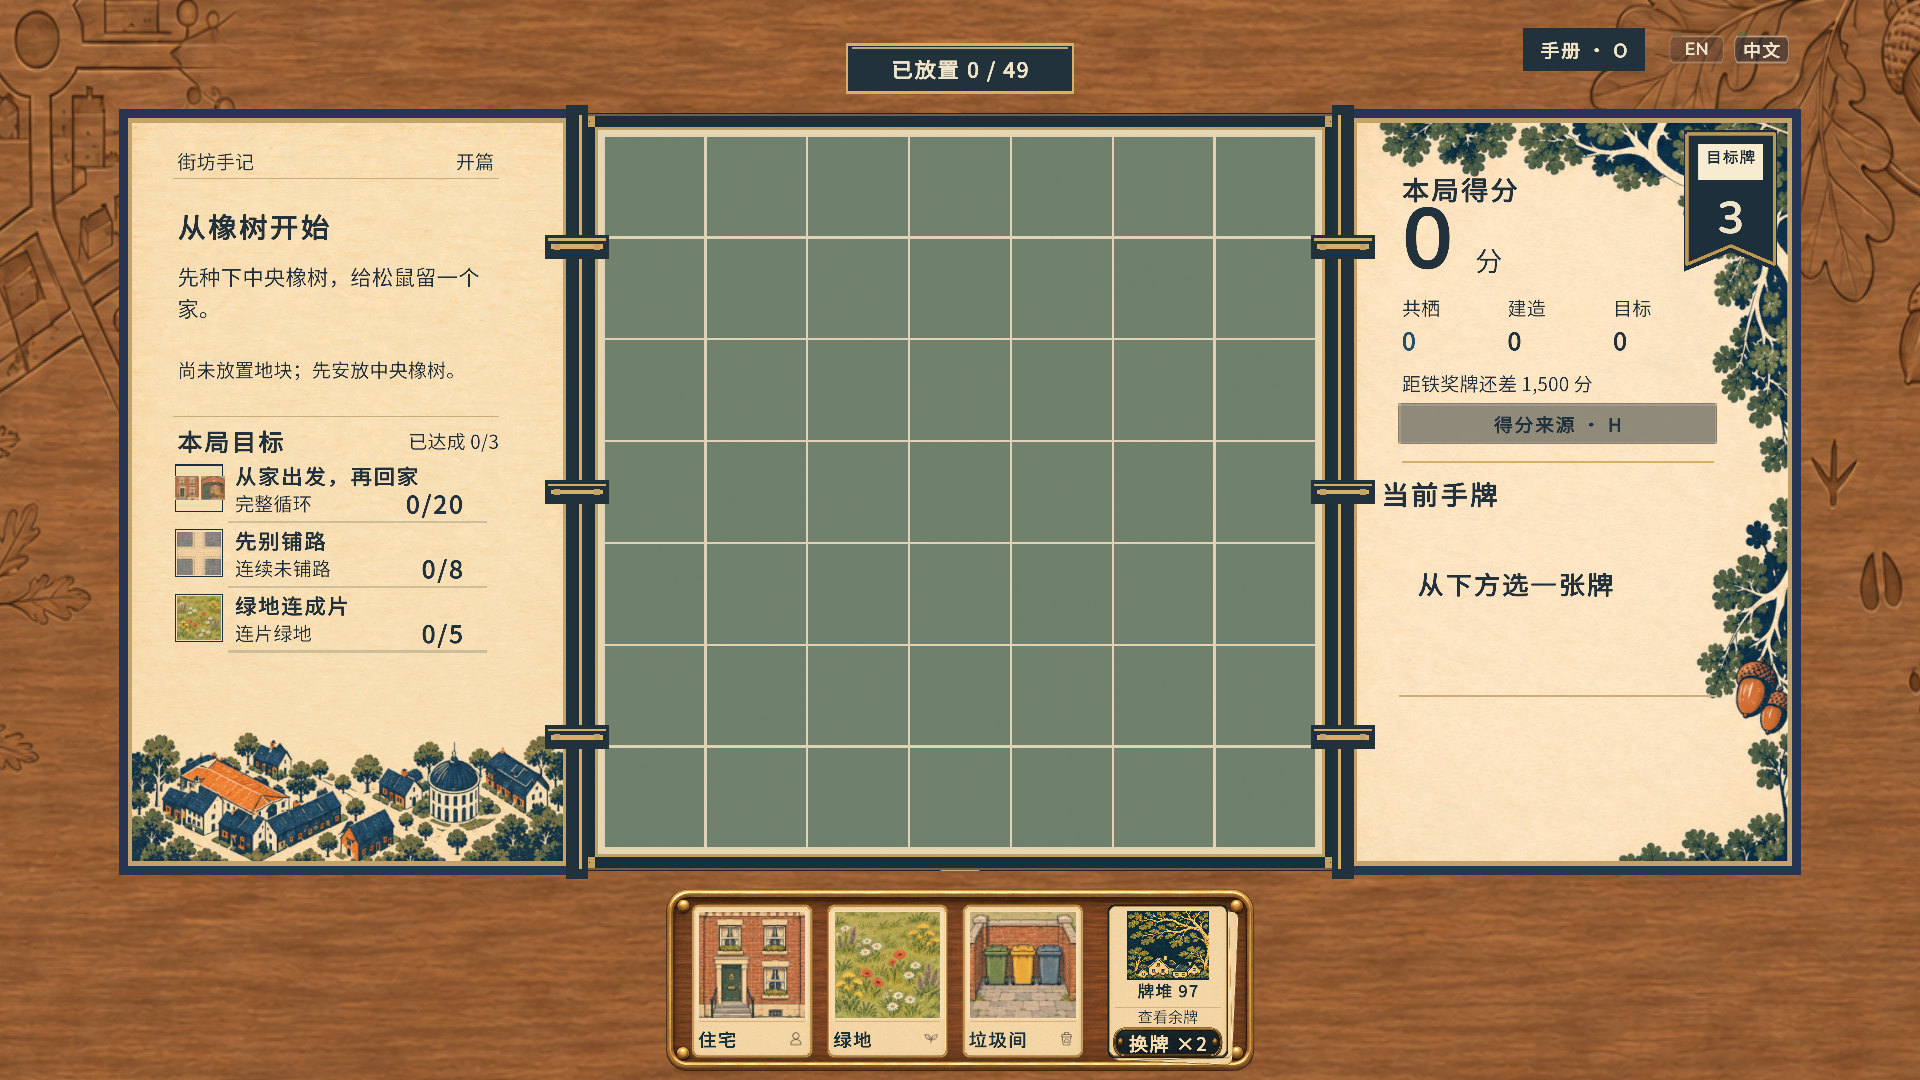 已放置 0 / 49
手册 · O
EN
中文
街坊手记
开篇
从橡树开始
先种下中央橡树，给松鼠留一个
家。
尚未放置地块；先安放中央橡树。
本局目标
已达成 0/3
从家出发，再回家
完整循环
0/20
先别铺路
连续未铺路
0/8
绿地连成片
连片绿地
0/5
目标牌
3
本局得分
0 分
共栖
建造
目标
0
0
0
距铁奖牌还差 1,500 分
得分来源 · H
当前手牌
从下方选一张牌
住宅
绿地
垃圾间
牌堆 97
查看余牌
换牌 ×2